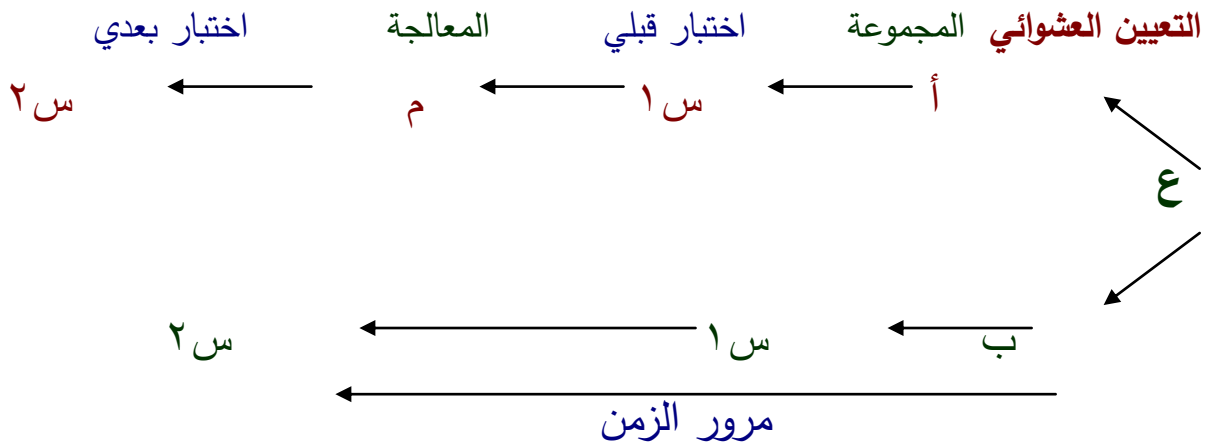 التعيين العشوائي المجموعة اختبار قبلي المعالجة اختبار بعدي
أ س١ م س٢
ع
ب س١ س٢
مرور الزمن